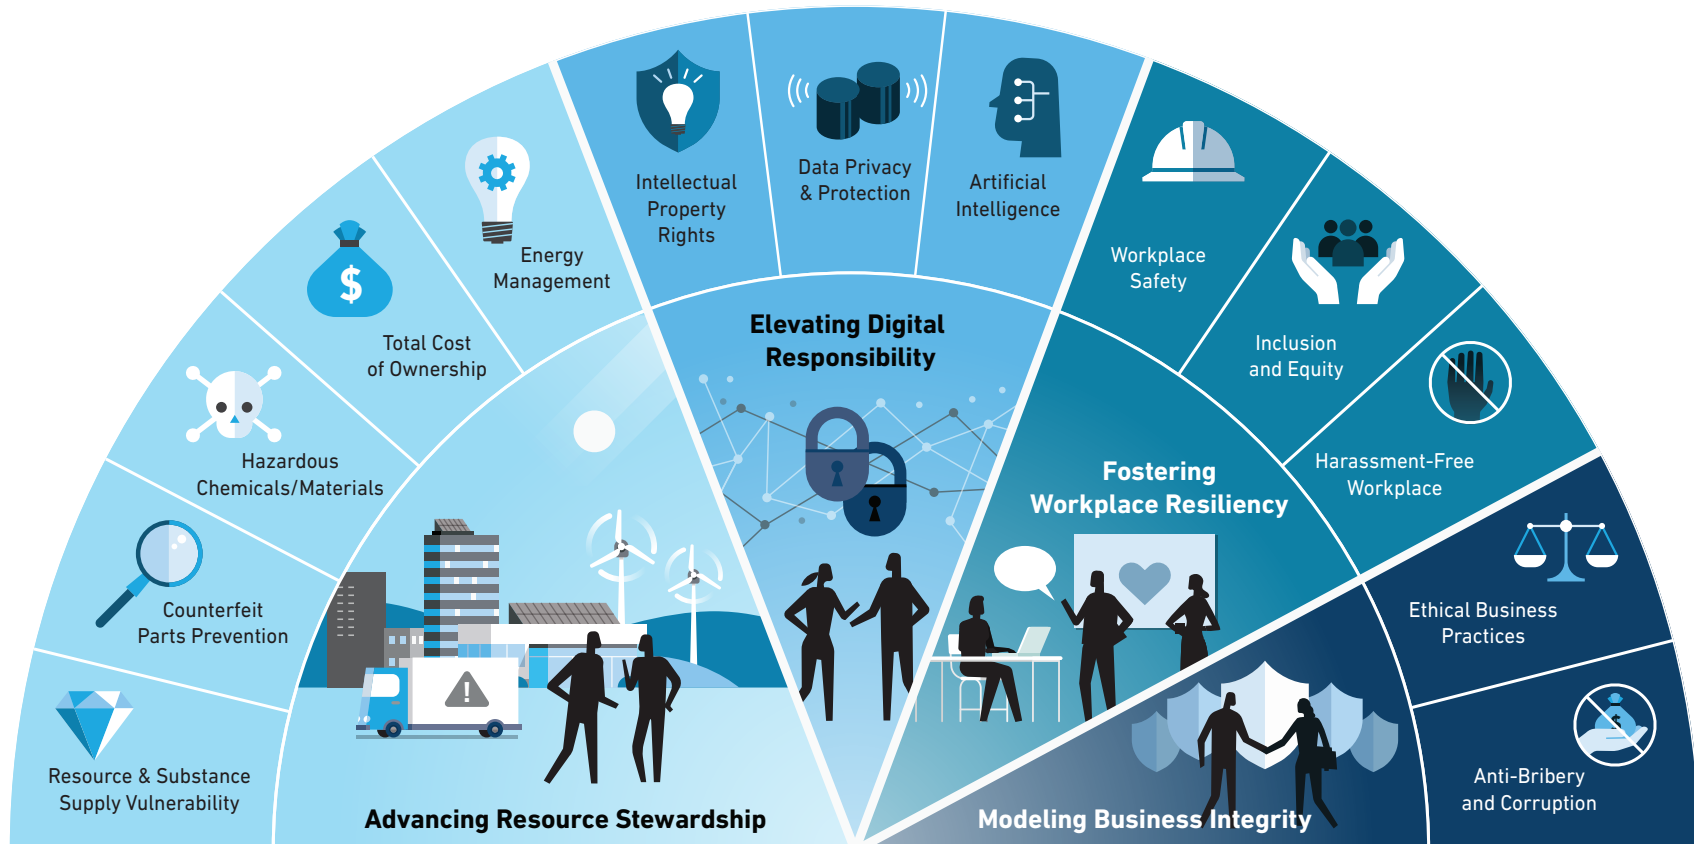 Intellectual
Property
Rights
Data Privacy
& Protection
Artificial
Intelligence
Energy
Management
Workplace
Safety
Total Cost
of Ownership
Inclusion
and Equity
Hazardous
Chemicals/Materials
Harassment-Free
Workplace
Counterfeit
Parts Prevention
Ethical Business
Practices
Resource & Substance
Supply Vulnerability
Anti-Bribery
and Corruption
Elevating Digital
Responsibility
Fostering
Workplace Resiliency
Advancing Resource Stewardship
Modeling Business Integrity
$
!
$